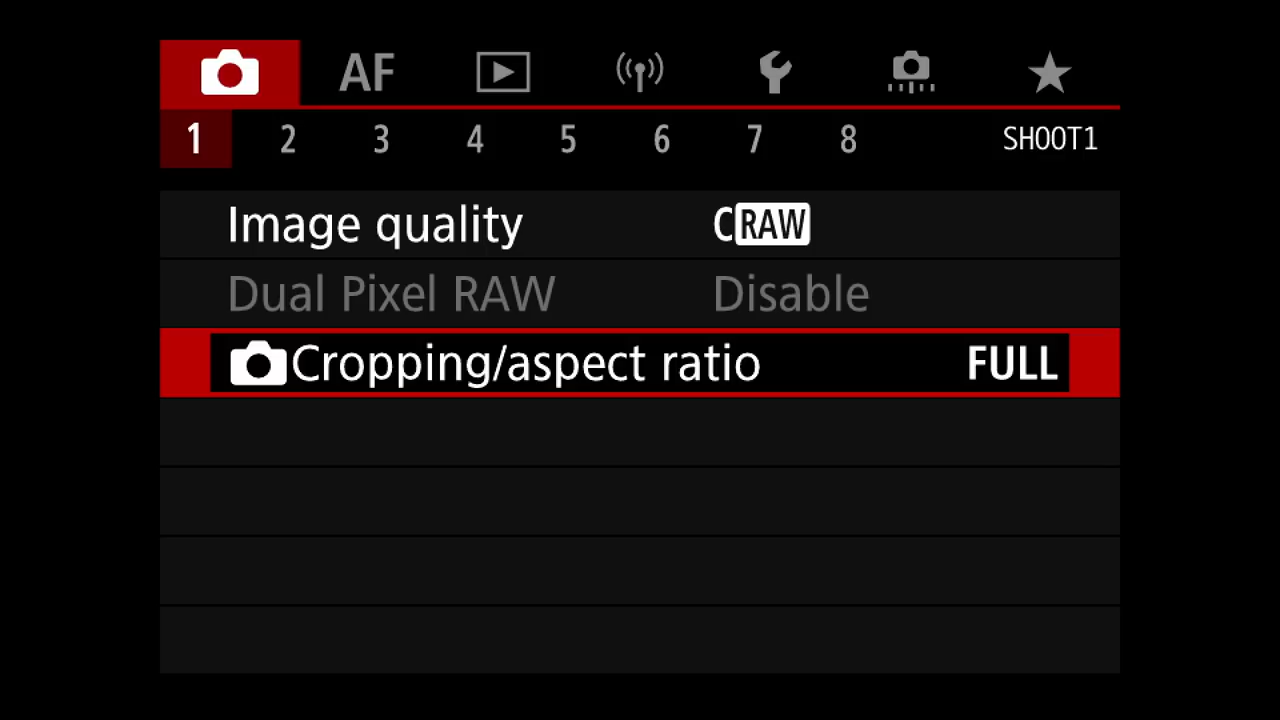 AF
1 2 3 4 5 6 7 8 SHOOT1
Image quality CRAW
Dual Pixel RAW Disable
Cropping/aspect ratio FULL